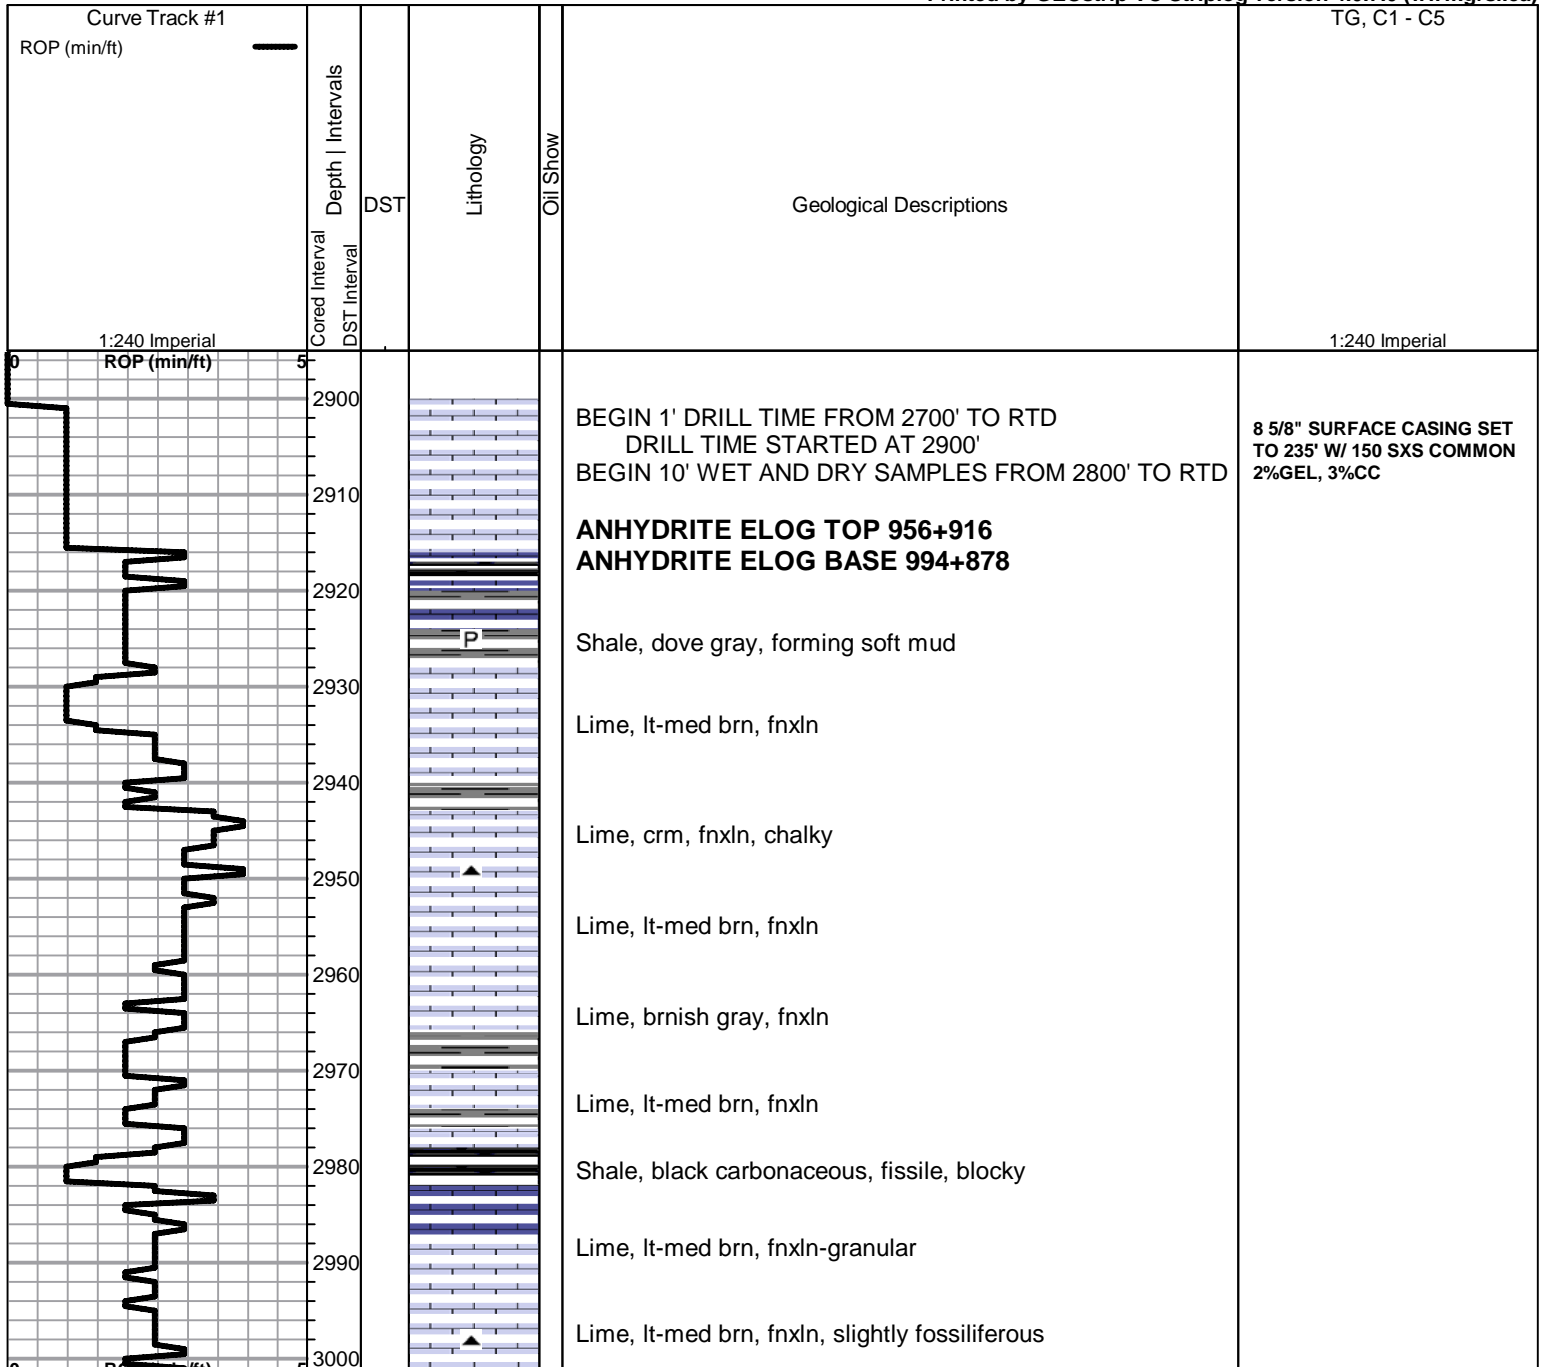 Curve Track #1
ROP (min/ft)
1:240 Imperial
Depth | Intervals
Cored Interval
DST Interval
DST
Lithology
Oil Show
Geological Descriptions
TG, C1 - C5
1:240 Imperial
0 ROP (min/ft) 5
2900
BEGIN 1' DRILL TIME FROM 2700' TO RTD
DRILL TIME STARTED AT 2900'
BEGIN 10' WET AND DRY SAMPLES FROM 2800' TO RTD
8 5/8" SURFACE CASING SET
TO 235' W/ 150 SXS COMMON
2%GEL, 3%CC
2910
ANHYDRITE ELOG TOP 956+916
ANHYDRITE ELOG BASE 994+878
2920
P
Shale, dove gray, forming soft mud
2930
Lime, lt-med brn, fnxln
2940
Lime, crm, fnxln, chalky
2950
Lime, lt-med brn, fnxln
2960
Lime, brnish gray, fnxln
2970
Lime, lt-med brn, fnxln
2980
Shale, black carbonaceous, fissile, blocky
2990
Lime, lt-med brn, fnxln-granular
Lime, lt-med brn, fnxln, slightly fossiliferous
3000